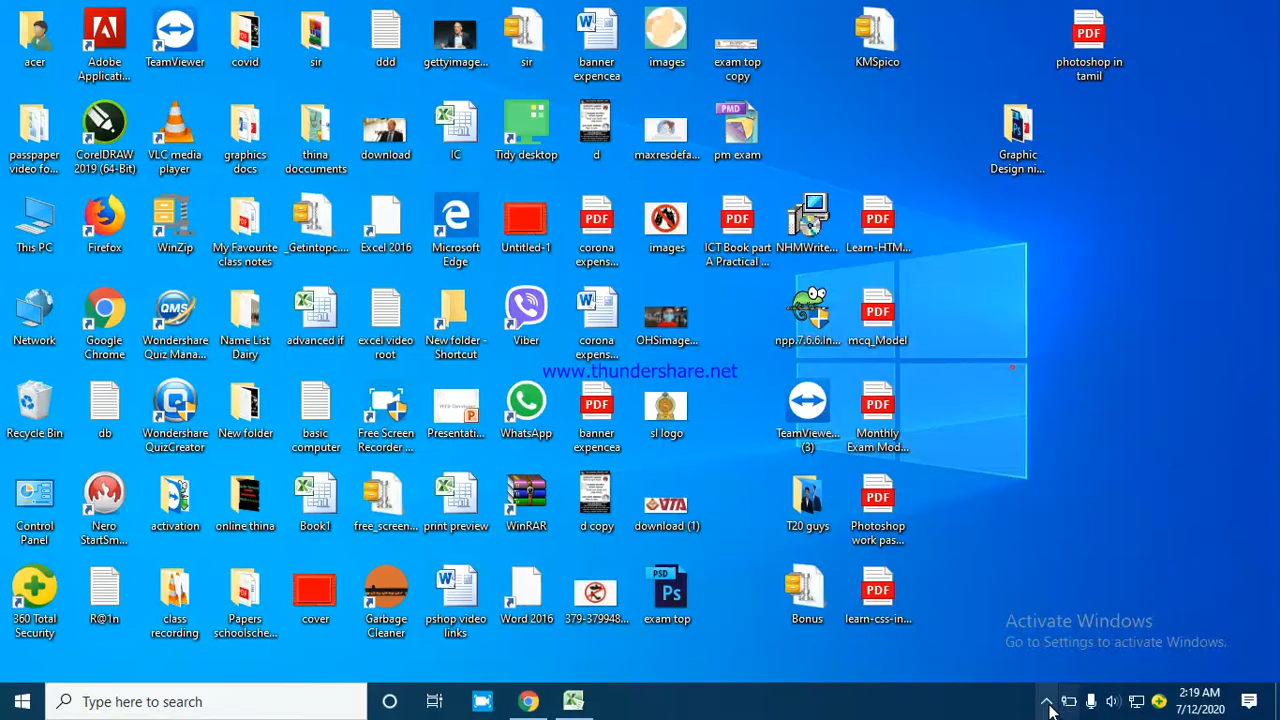 acer
Adobe Applicati...
TeamViewer
covid
sir
ddd
gettyimage...
sir
banner expencea
images
exam top copy
KMSpico
photoshop in tamil
passpaper video fo...
CorelDRAW 2019 (64-Bit)
VLC media player
graphics docs
thina doccuments
download
IC
Tidy desktop
d
maxresdefa...
PMD
pm exam
Graphic Design ni...
This PC
Firefox
WinZip
My Favourite class notes
_Getintopc....
Excel 2016
Microsoft Edge
Untitled-1
corona expens...
images
ICT Book part A Practical ...
NHMWrite...
Learn-HTM...
Network
Google Chrome
Wondershare Quiz Mana...
Name List Dairy
advanced if
excel video root
New folder - Shortcut
Viber
corona expens...
OHSimage...
npp.7.6.6.In...
mcq_Model
www.thundershare.net
Recycle Bin
db
Wondershare QuizCreator
New folder
basic computer
Free Screen Recorder ...
Presentati...
WhatsApp
banner expencea
sl logo
TeamViewe... (3)
Monthly Exam Mod...
Control Panel
Nero StartSm...
activation
online thina
Book1
free_screen...
print preview
WinRAR
d copy
download (1)
T20 guys
Photoshop work pas...
360 Total Security
R@1n
class recording
Papers schoolsche...
cover
Garbage Cleaner
pshop video links
Word 2016
379-379948...
PSD
Ps
exam top
Bonus
learn-css-in...
Activate Windows
Go to Settings to activate Windows.
Type here to search
2:19 AM
7/12/2020